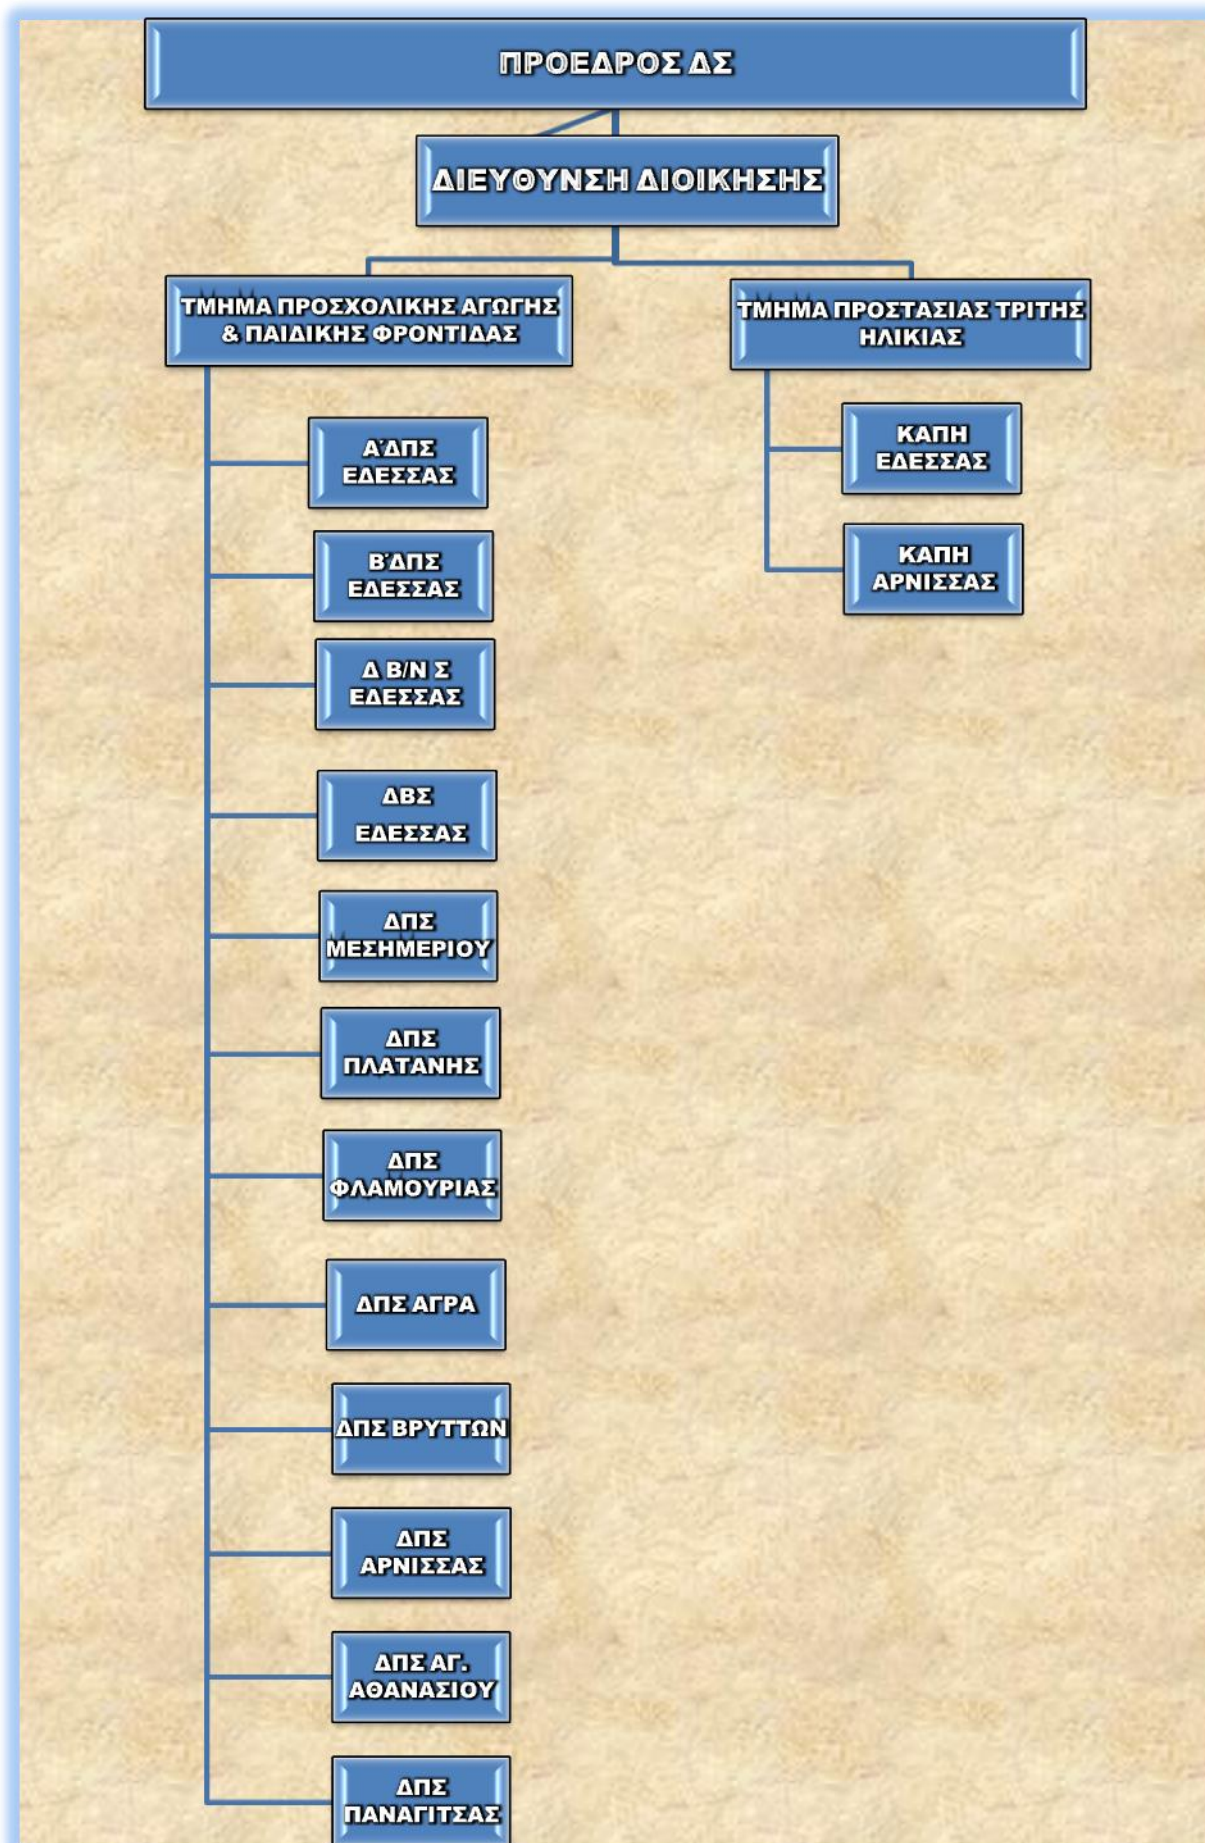 ΠΡΟΕΔΡΟΣ ΔΣ
ΔΙΕΥΘΥΝΣΗ ΔΙΟΙΚΗΣΗΣ
ΤΜΗΜΑ ΠΡΟΣΧΟΛΙΚΗΣ ΑΓΩΓΗΣ
& ΠΑΙΔΙΚΗΣ ΦΡΟΝΤΙΔΑΣ
Α΄ΔΠΣ
ΕΔΕΣΣΑΣ
Β΄ΔΠΣ
ΕΔΕΣΣΑΣ
Δ Β/Ν Σ
ΕΔΕΣΣΑΣ
ΔΒΣ
ΕΔΕΣΣΑΣ
ΔΠΣ
ΜΕΣΗΜΕΡΙΟΥ
ΔΠΣ
ΠΛΑΤΑΝΗΣ
ΔΠΣ
ΦΛΑΜΟΥΡΙΑΣ
ΔΠΣ ΑΓΡΑ
ΔΠΣ ΒΡΥΤΤΩΝ
ΔΠΣ
ΑΡΝΙΣΣΑΣ
ΔΠΣ ΑΓ.
ΑΘΑΝΑΣΙΟΥ
ΔΠΣ
ΠΑΝΑΓΙΤΣΑΣ
ΤΜΗΜΑ ΠΡΟΣΤΑΣΙΑΣ ΤΡΙΤΗΣ
ΗΛΙΚΙΑΣ
ΚΑΠΗ
ΕΔΕΣΣΑΣ
ΚΑΠΗ
ΑΡΝΙΣΣΑΣ